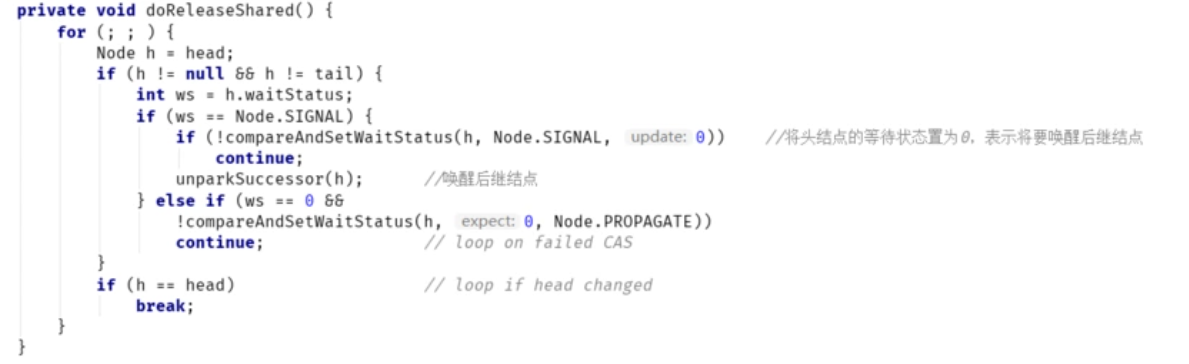 private void doReleaseShared() {
for (; ; ) {
Node h = head;
if (h != null && h != tail) {
int ws = h.waitStatus;
if (ws == Node.SIGNAL) {
if (!compareAndSetWaitStatus(h, Node.SIGNAL, update: 0)) //将头结点的等待状态置为0，表示将要唤醒后继结点
continue;
unparkSuccessor(h); //唤醒后继结点
} else if (ws == 0 &&
!compareAndSetWaitStatus(h, expect: 0, Node.PROPAGATE))
continue; // loop on failed CAS
}
if (h == head) // loop if head changed
break;
}
}